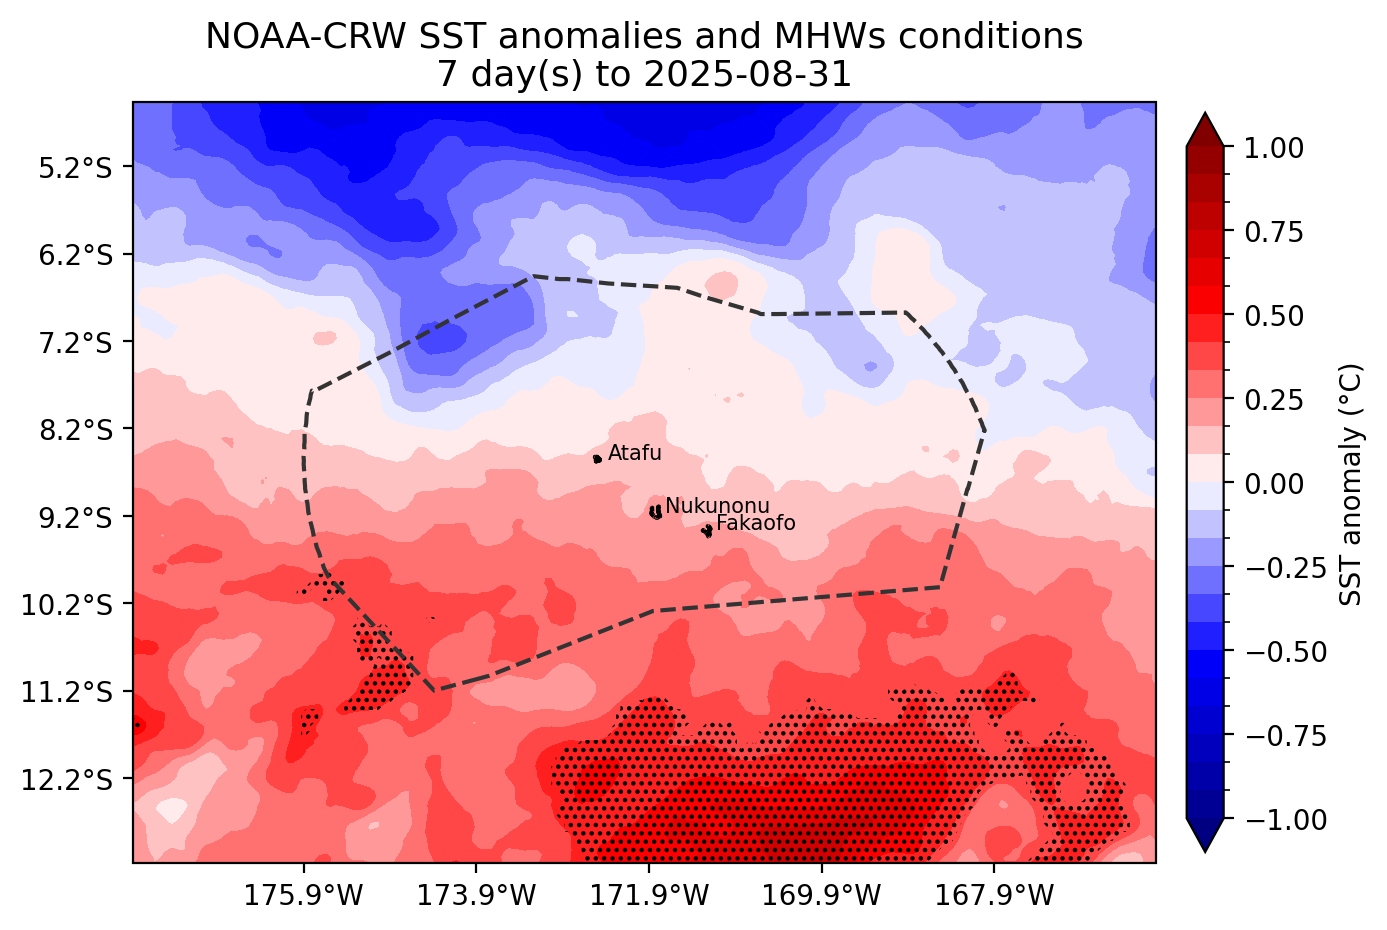 NOAA-CRW SST anomalies and MHWs conditions
7 day(s) to 2025-08-31
5.2°S
6.2°S
7.2°S
8.2°S
9.2°S
10.2°S
11.2°S
12.2°S
Atafu
Nukunonu
Fakaofo
175.9°W
173.9°W
171.9°W
169.9°W
167.9°W
1.00
0.75
0.50
0.25
0.00
−0.25
−0.50
−0.75
−1.00
SST anomaly (°C)